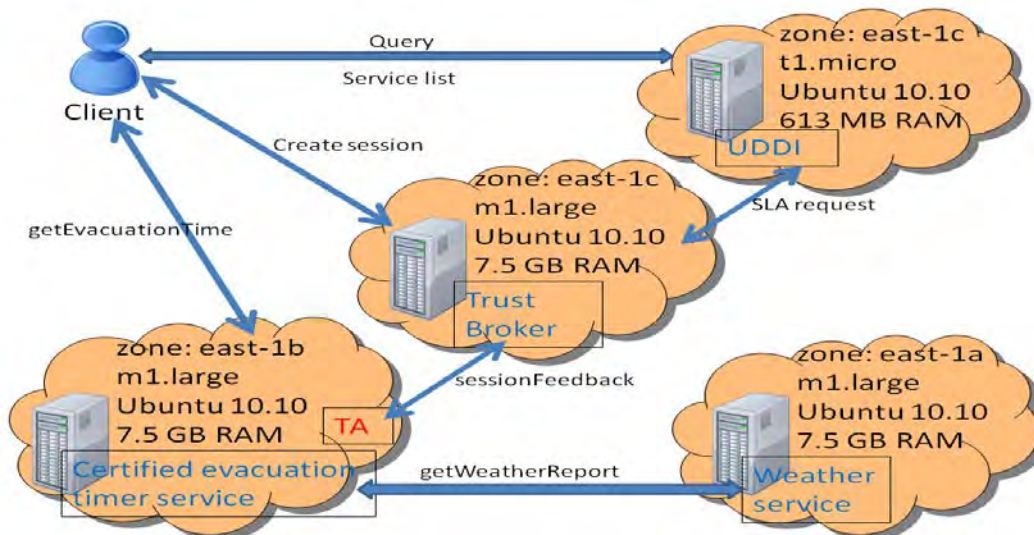 Query
Service list
Client
zone: east-1c
t1.micro
Ubuntu 10.10
613 MB RAM
UDDI
Create session
zone: east-1c
m1.large
Ubuntu 10.10
7.5 GB RAM
Trust
Broker
SLA request
getEvacuationTime
zone: east-1b
m1.large
Ubuntu 10.10
7.5 GB RAM
TA
Certified evacuation
timer service
sessionFeedback
getWeatherReport
zone: east-1a
m1.large
Ubuntu 10.10
7.5 GB RAM
Weather
service